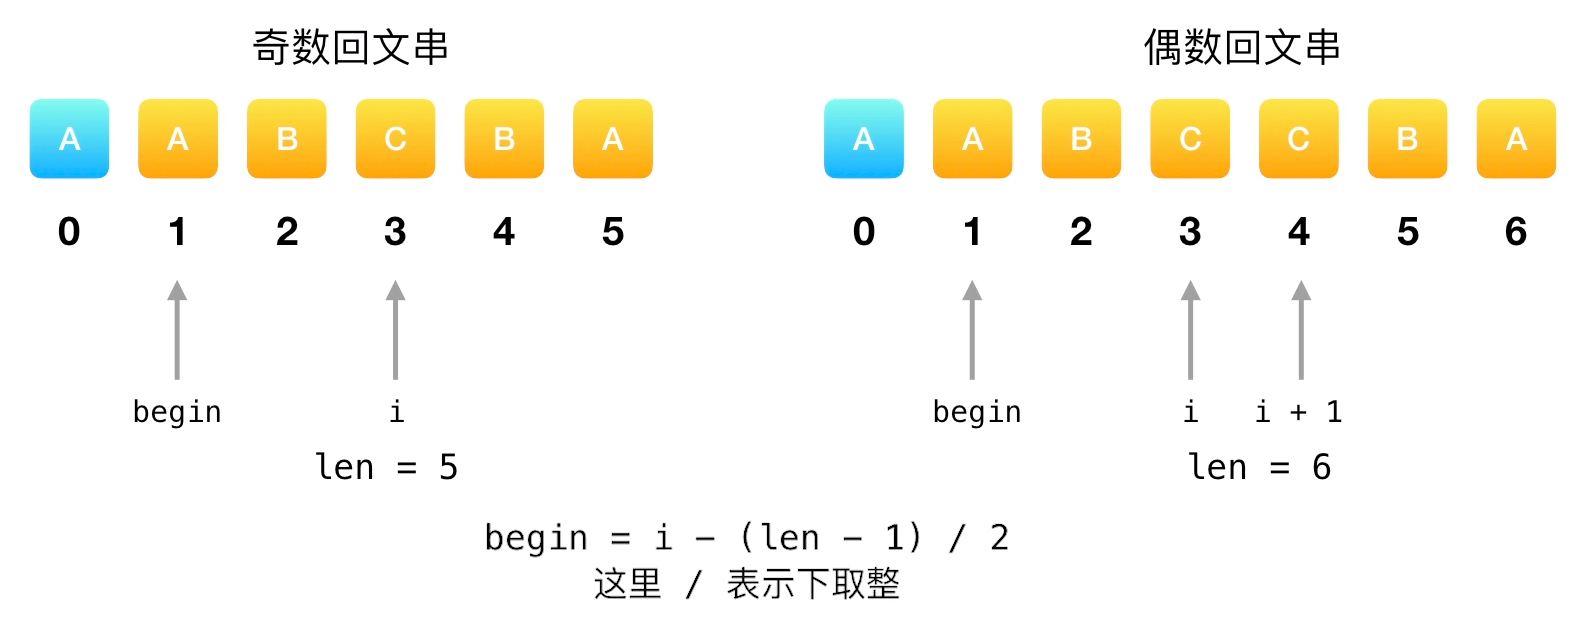 奇数回文串
A A B C B A
0 1 2 3 4 5
begin i
len = 5
偶数回文串
A A B C C B A
0 1 2 3 4 5 6
begin i i + 1
len = 6
begin = i − (len − 1) / 2
这里 / 表示下取整